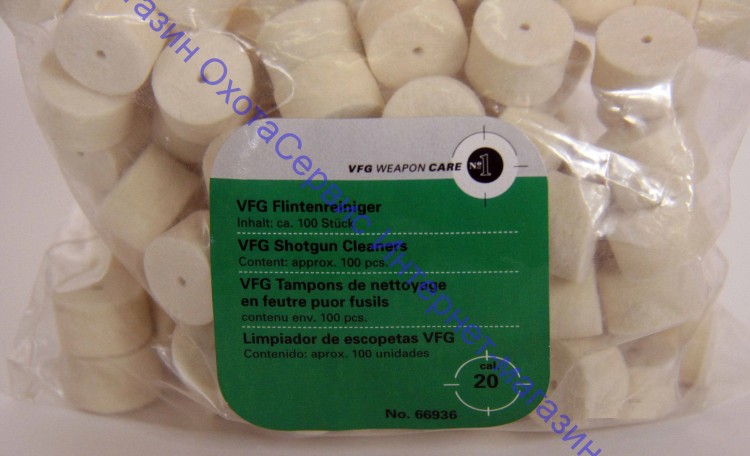 VFG WEAPON CARE No 1
VFG Flintenreiniger
Inhalt: ca. 100 Stück
VFG Shotgun Cleaners
Content: approx. 100 pcs.
VFG Tampons de nettoyage
en feutre puor fusils
contenu env. 100 pcs.
Limpiador de escopetas VFG
Contenido: aprox. 100 unidades
cal.
20
No. 66936
магазин ОхотаСервис Интернет-магазин